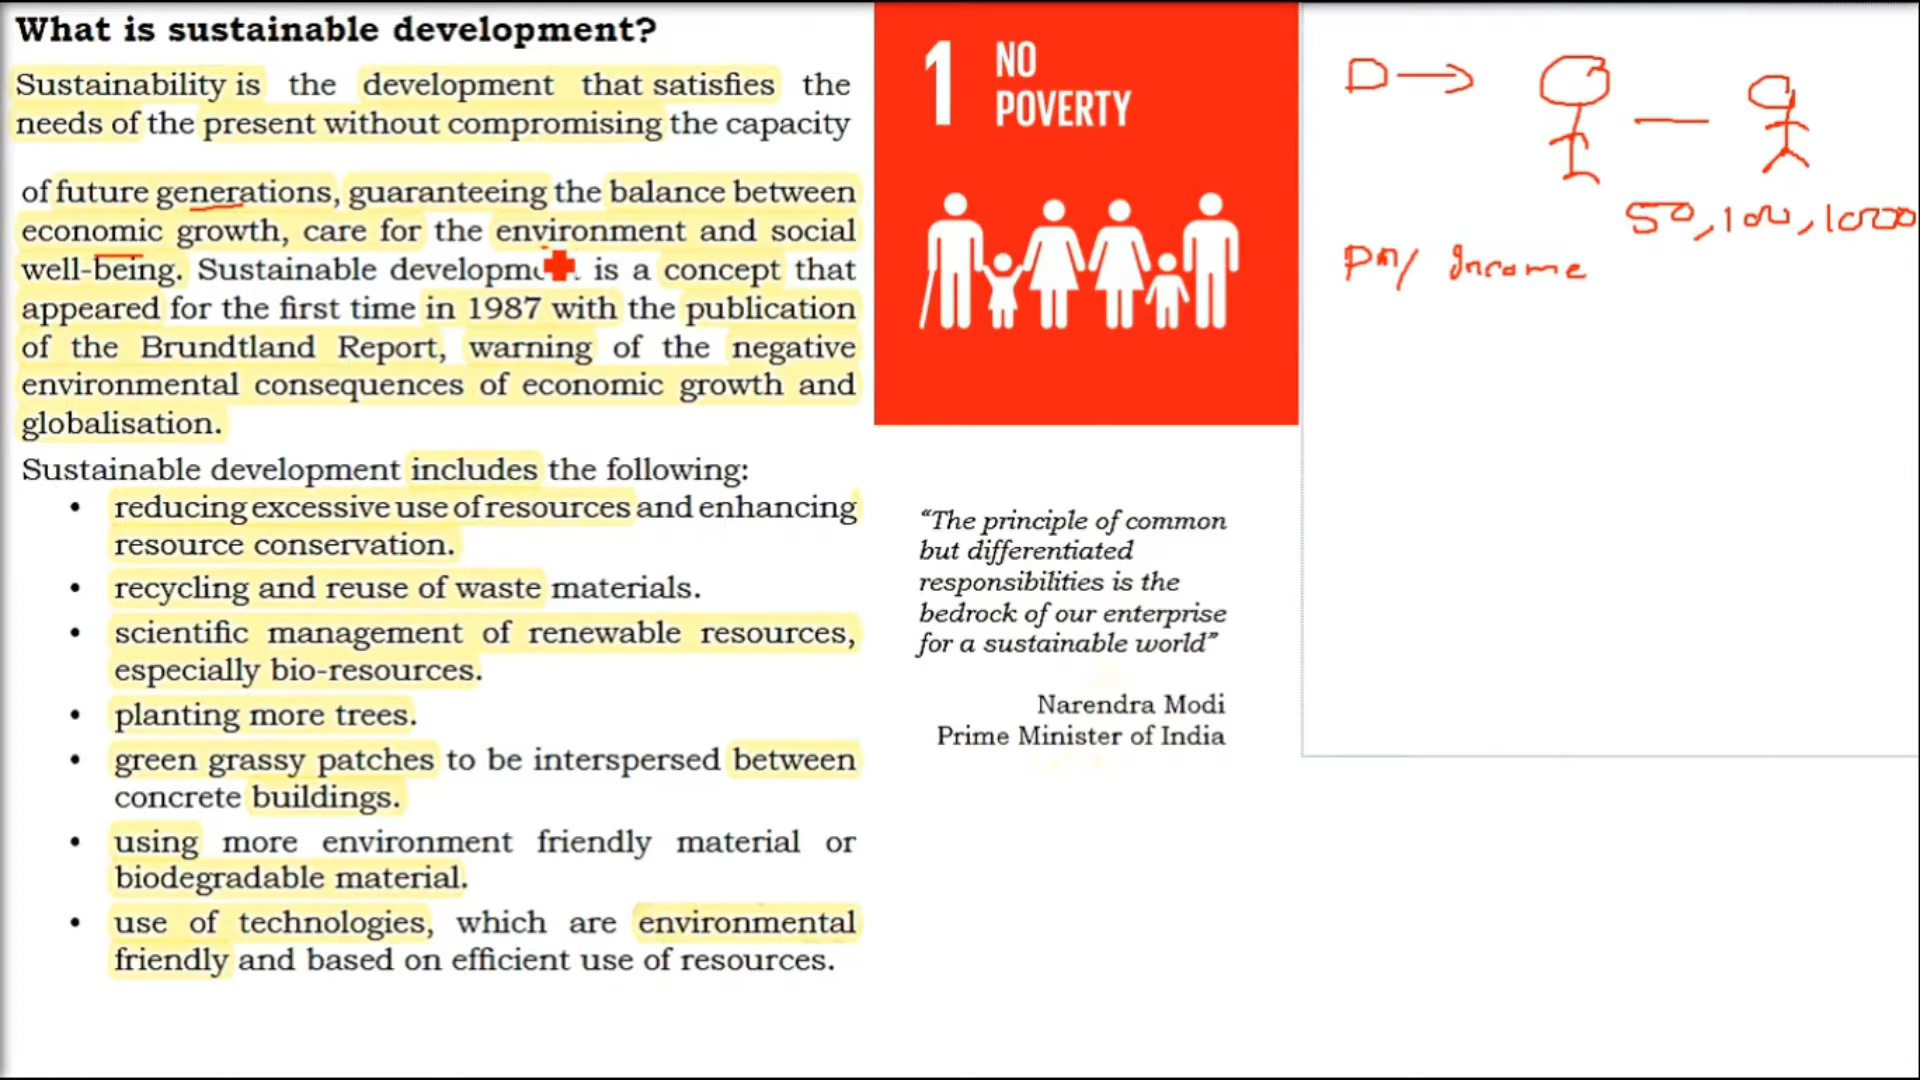 What is sustainable development?
Sustainability is the development that satisfies the
needs of the present without compromising the capacity
of future generations, guaranteeing the balance between
economic growth, care for the environment and social
well-being. Sustainable is a concept that
appeared for the first time in 1987 with the publication
of the Brundtland Report, warning of the negative
environmental consequences of economic growth and
globalisation.
Sustainable development includes the following:
• reducing excessive use of resources and enhancing
resource conservation.
• recycling and reuse of waste materials.
• scientific management of renewable resources,
especially bio-resources.
• planting more trees.
• green grassy patches to be interspersed between
concrete buildings.
• using more environment friendly material or
biodegradable material.
• use of technologies, which are environmental
friendly and based on efficient use of resources.
1 NO
POVERTY
“The principle of common
but differentiated
responsibilities is the
bedrock of our enterprise
for a sustainable world”
Narendra Modi
Prime Minister of India
D
50, 100, 1000
Income